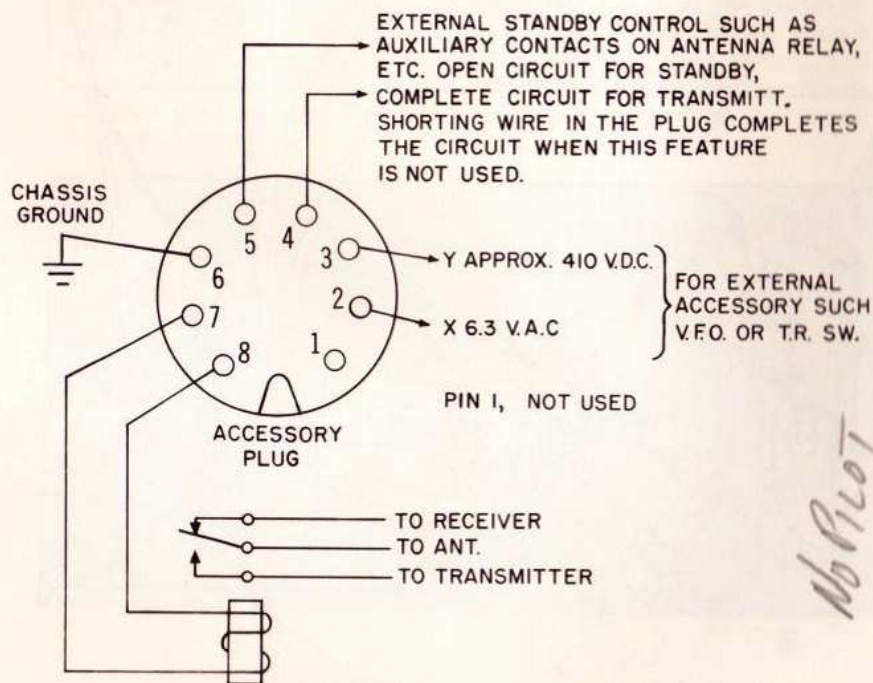 EXTERNAL STANDBY CONTROL SUCH AS
AUXILIARY CONTACTS ON ANTENNA RELAY,
ETC. OPEN CIRCUIT FOR STANDBY,
COMPLETE CIRCUIT FOR TRANSMITT.
SHORTING WIRE IN THE PLUG COMPLETES
THE CIRCUIT WHEN THIS FEATURE
IS NOT USED.
CHASSIS
GROUND
5
4
3
6
Y APPROX. 410 V.D.C.
2
7
X 6.3 V.A.C
FOR EXTERNAL
ACCESSORY SUCH
V.F.O. OR T.R. SW.
8
1
PIN 1, NOT USED
ACCESSORY
PLUG
TO RECEIVER
TO ANT.
TO TRANSMITTER
No PILOT